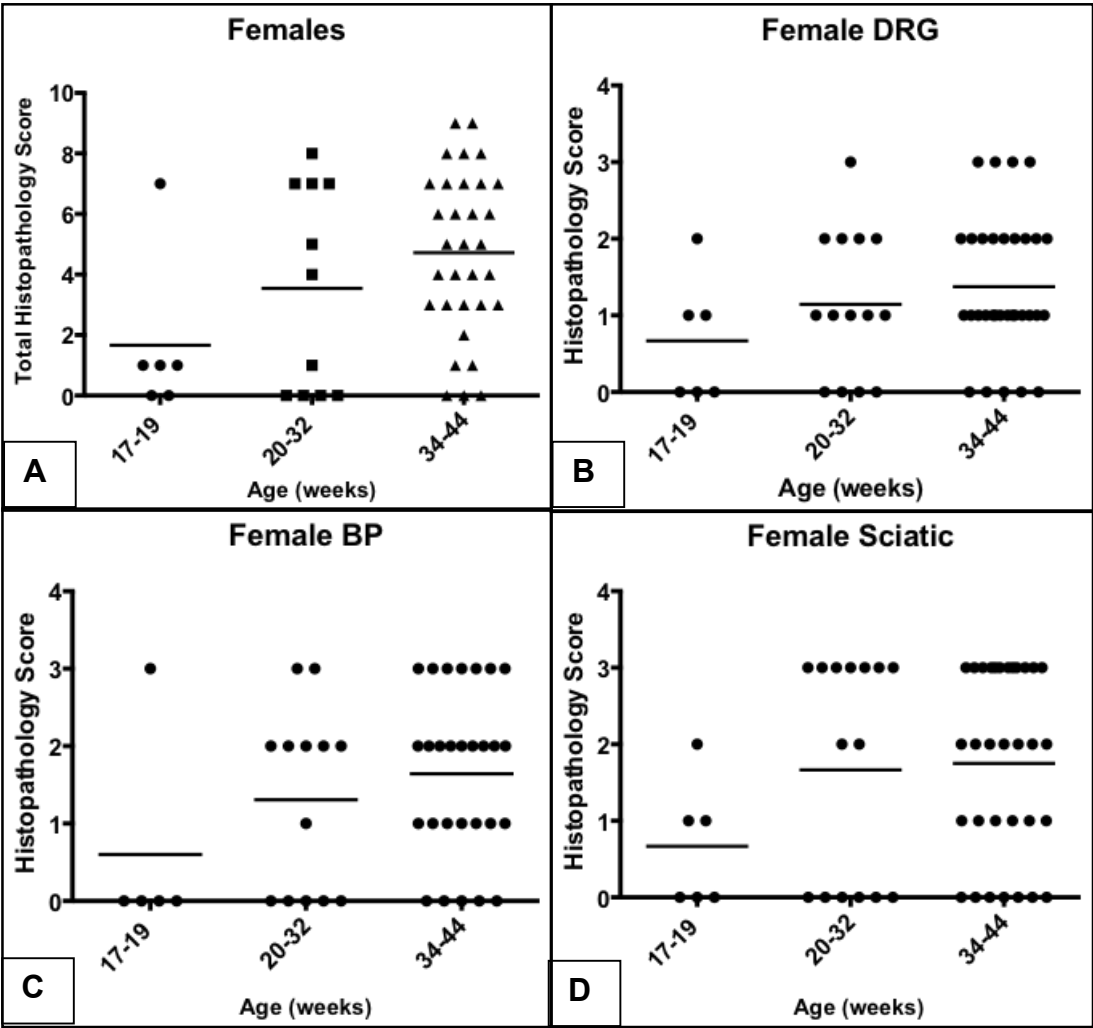 Females
Total Histopathology Score
10
8
6
4
2
0
17-19
20-32
34-44
Age (weeks)
A
Female DRG
Histopathology Score
4
3
2
1
0
17-19
20-32
34-44
Age (weeks)
B
Female BP
Histopathology Score
4
3
2
1
0
17-19
20-32
34-44
Age (weeks)
C
Female Sciatic
Histopathology Score
4
3
2
1
0
17-19
20-32
34-44
Age (weeks)
D